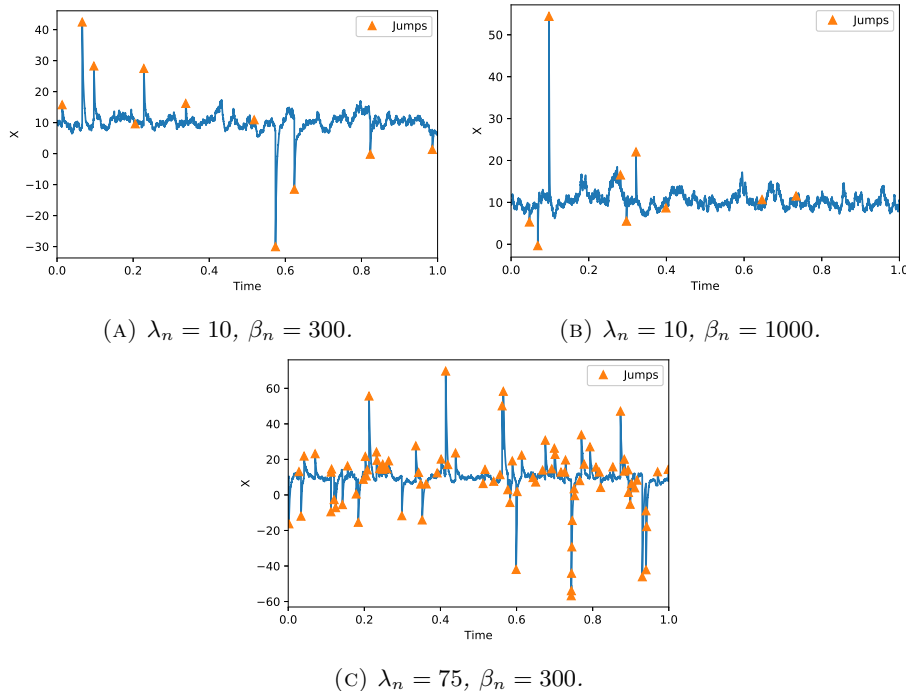 40
30
20
10
0
−10
−20
−30
X
Jumps
0.0 0.2 0.4 0.6 0.8 1.0
Time
(A) λn = 10, βn = 300.
50
40
30
20
10
0
X
Jumps
0.0 0.2 0.4 0.6 0.8 1.0
Time
(B) λn = 10, βn = 1000.
60
40
20
0
−20
−40
−60
X
Jumps
0.0 0.2 0.4 0.6 0.8 1.0
Time
(C) λn = 75, βn = 300.